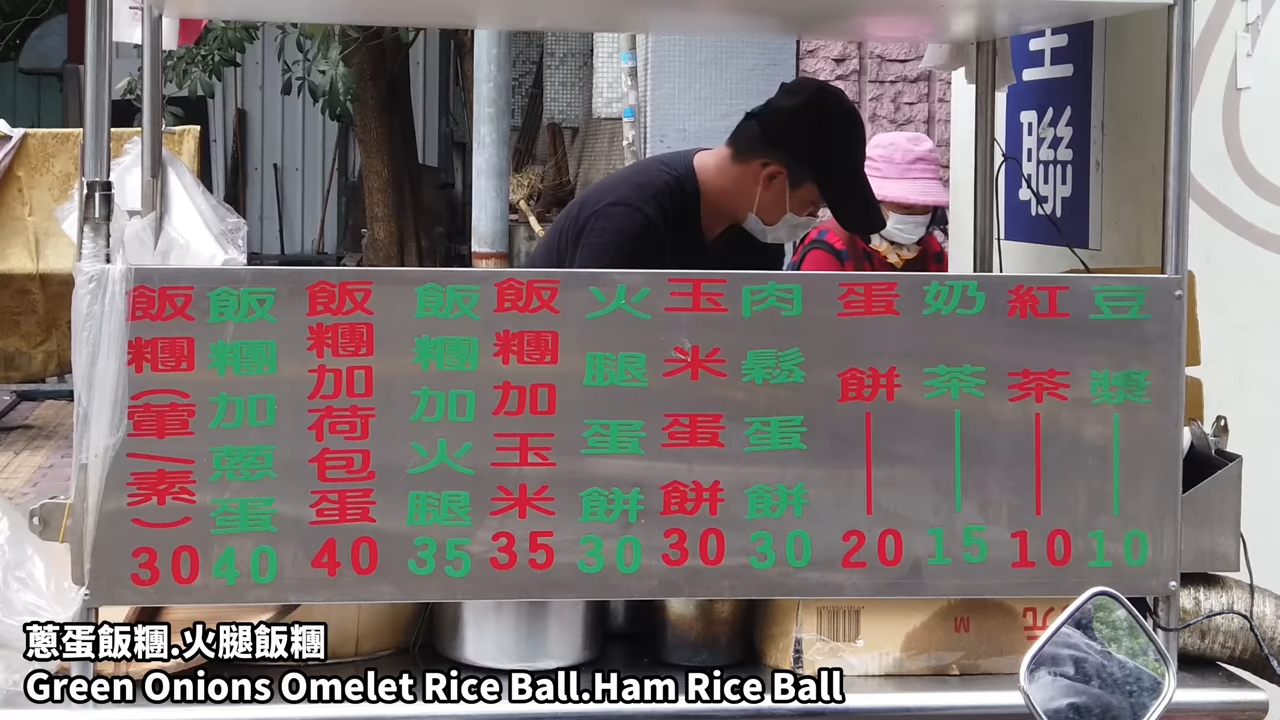 聯
飯糰(葷/素)30
飯糰加蔥蛋40
飯糰加荷包蛋40
飯糰加火腿35
飯糰加玉米35
火腿蛋餅30
玉米蛋餅30
肉鬆蛋餅30
蛋餅20
奶茶15
紅茶10
豆漿10
元
M
蔥蛋飯糰.火腿飯糰
Green Onions Omelet Rice Ball.Ham Rice Ball